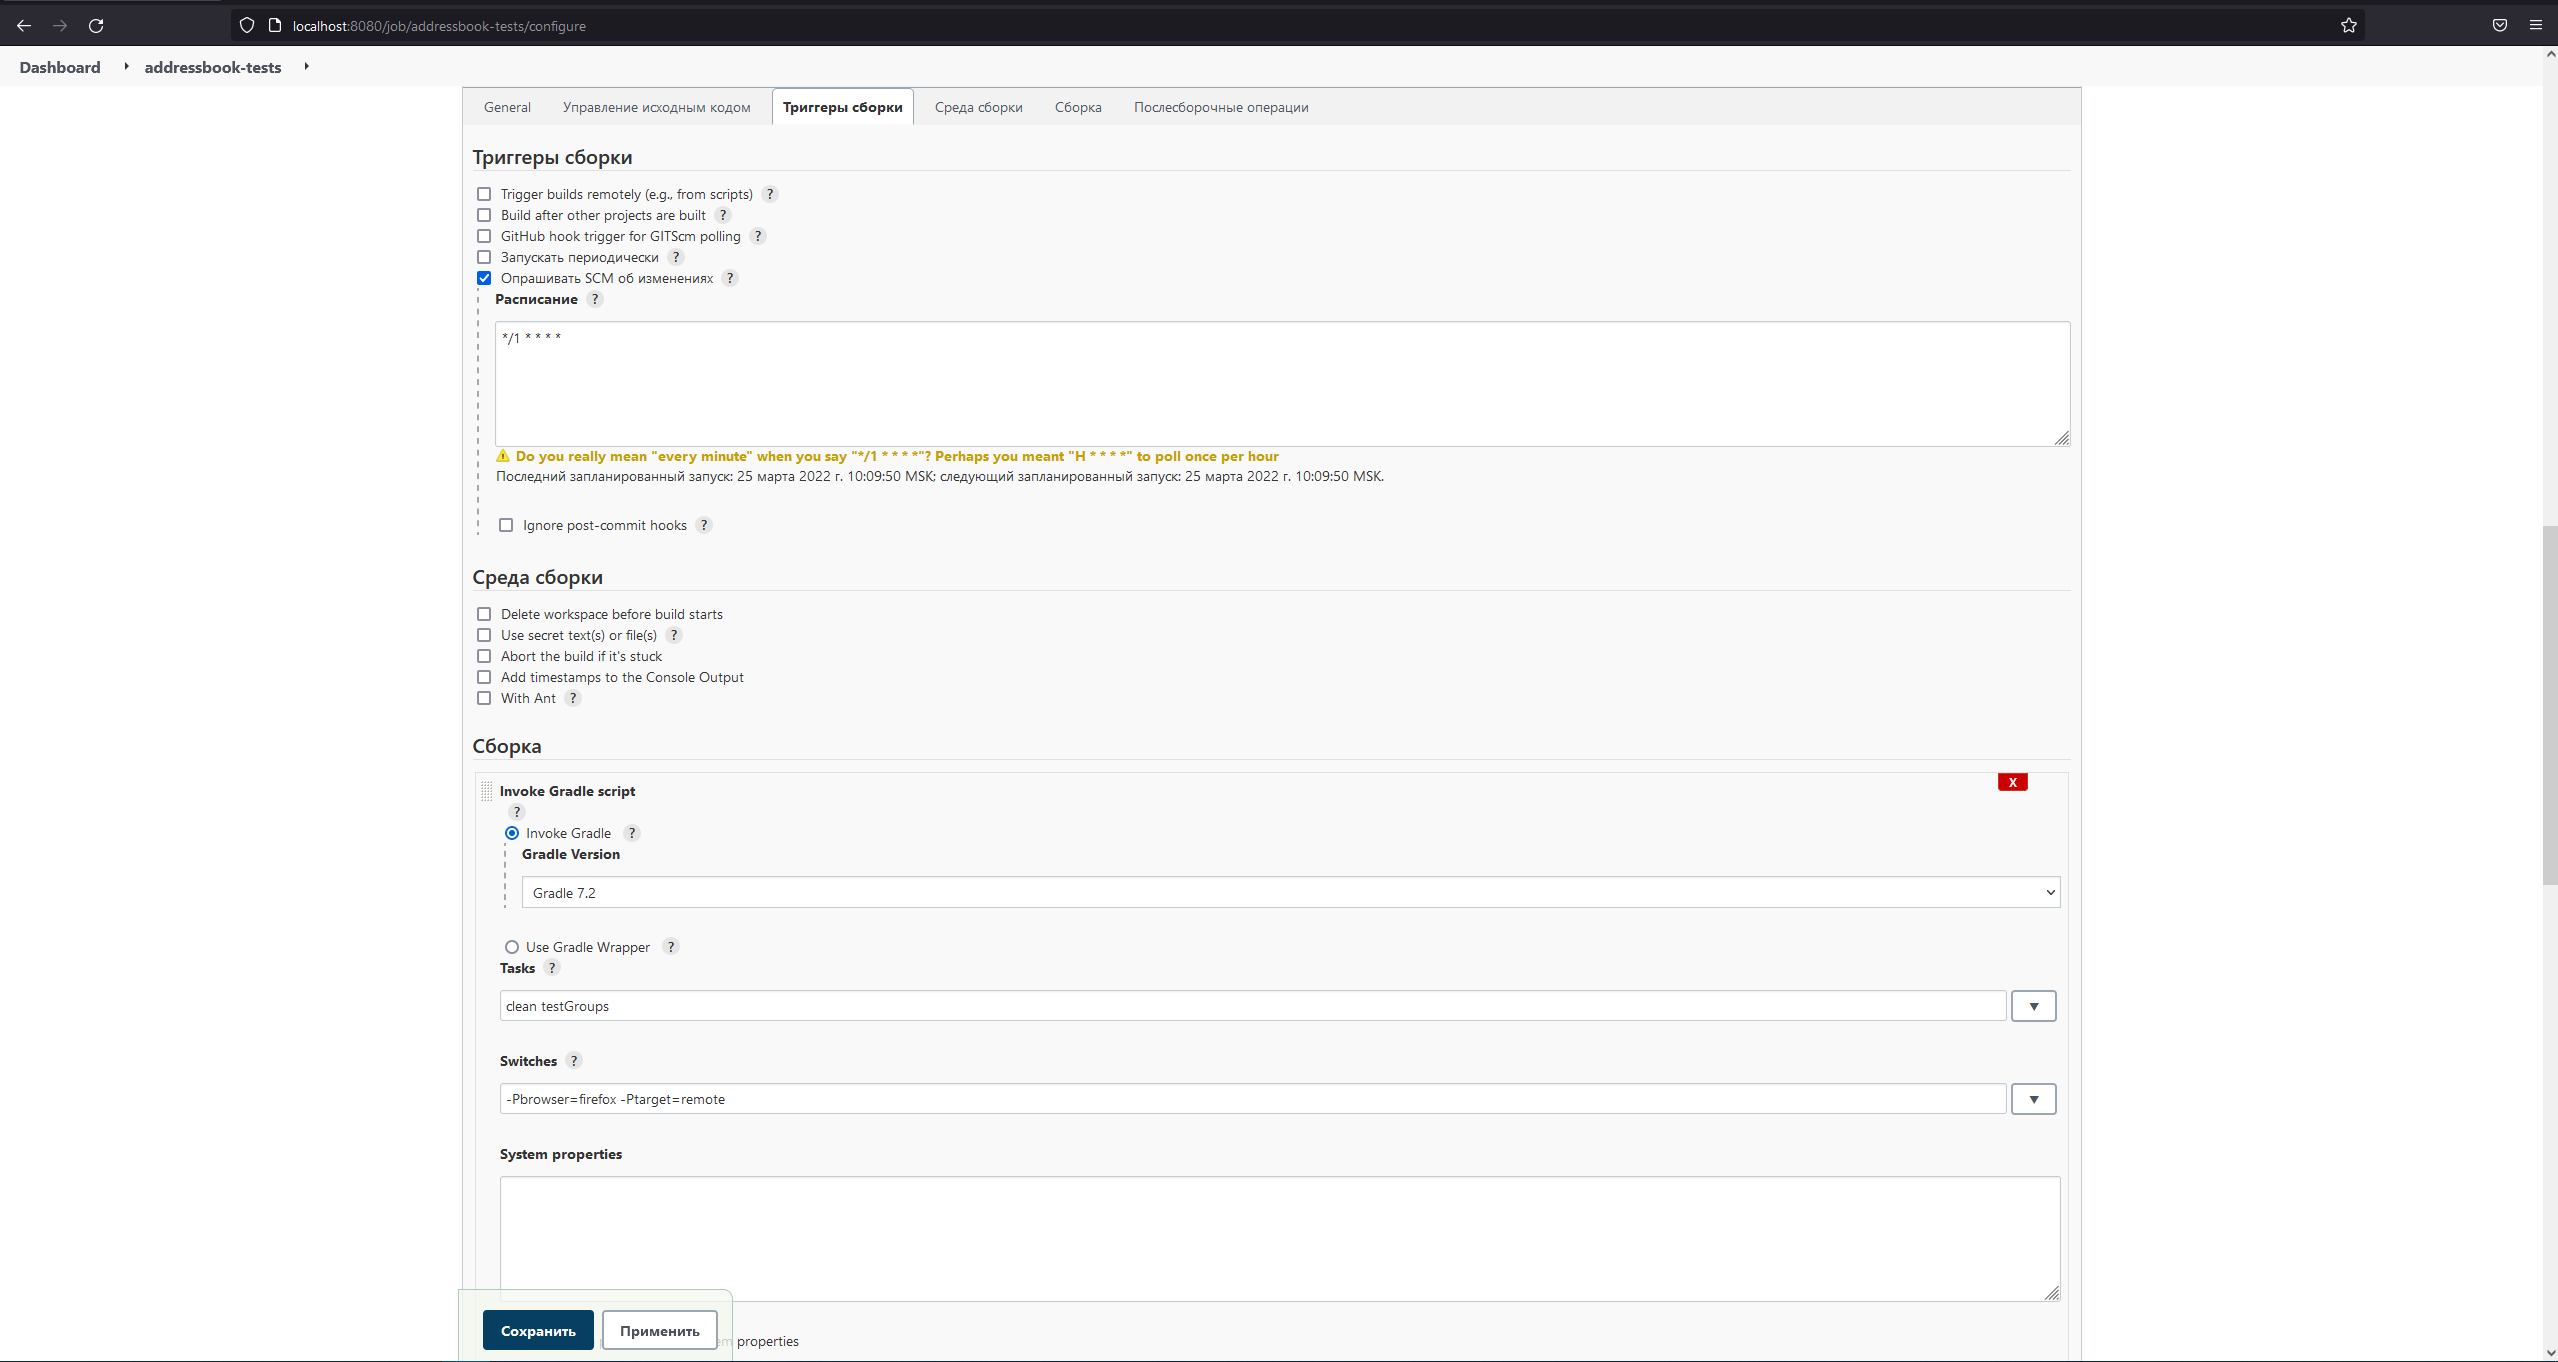 localhost:8080/job/addressbook-tests/configure
Dashboard addressbook-tests
General Управление исходным кодом Триггеры сборки Среда сборки Сборка Послесборочные операции
Триггеры сборки
Trigger builds remotely (e.g., from scripts) ?
Build after other projects are built ?
GitHub hook trigger for GITScm polling ?
Запускать периодически ?
Опрашивать SCM об изменениях ?
Расписание ?
*/1 * * * *
Do you really mean "every minute" when you say "*/1 * * * *"? Perhaps you meant "H * * * *" to poll once per hour
Последний запланированный запуск: 25 марта 2022 г. 10:09:50 MSK; следующий запланированный запуск: 25 марта 2022 г. 10:09:50 MSK.
Ignore post-commit hooks ?
Среда сборки
Delete workspace before build starts
Use secret text(s) or file(s) ?
Abort the build if it's stuck
Add timestamps to the Console Output
With Ant ?
Сборка
X
Invoke Gradle script
?
Invoke Gradle ?
Gradle Version
Gradle 7.2
Use Gradle Wrapper ?
Tasks ?
clean testGroups
Switches ?
-Pbrowser=firefox -Ptarget=remote
System properties
Сохранить Применить properties